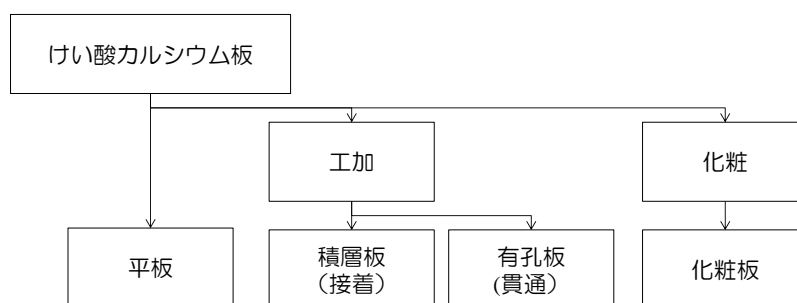 けい酸カルシウム板
工加
化粧
平板
積層板
（接着）
有孔板
(貫通）
化粧板